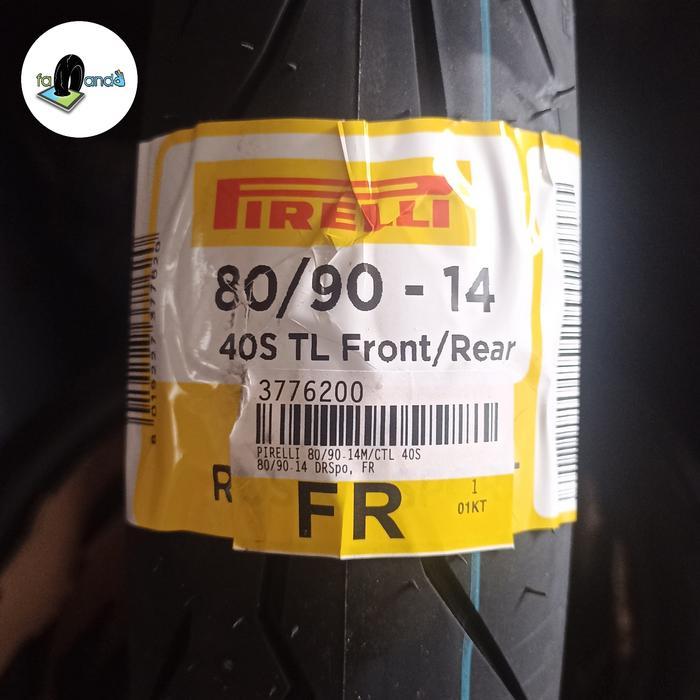 famanda
PIRELLI
80/90 - 14
40S TL Front/Rear
3776200
PIRELLI 80/90-14M/CTL 40S
80/90-14 DRSpo, FR
FR
1
01KT